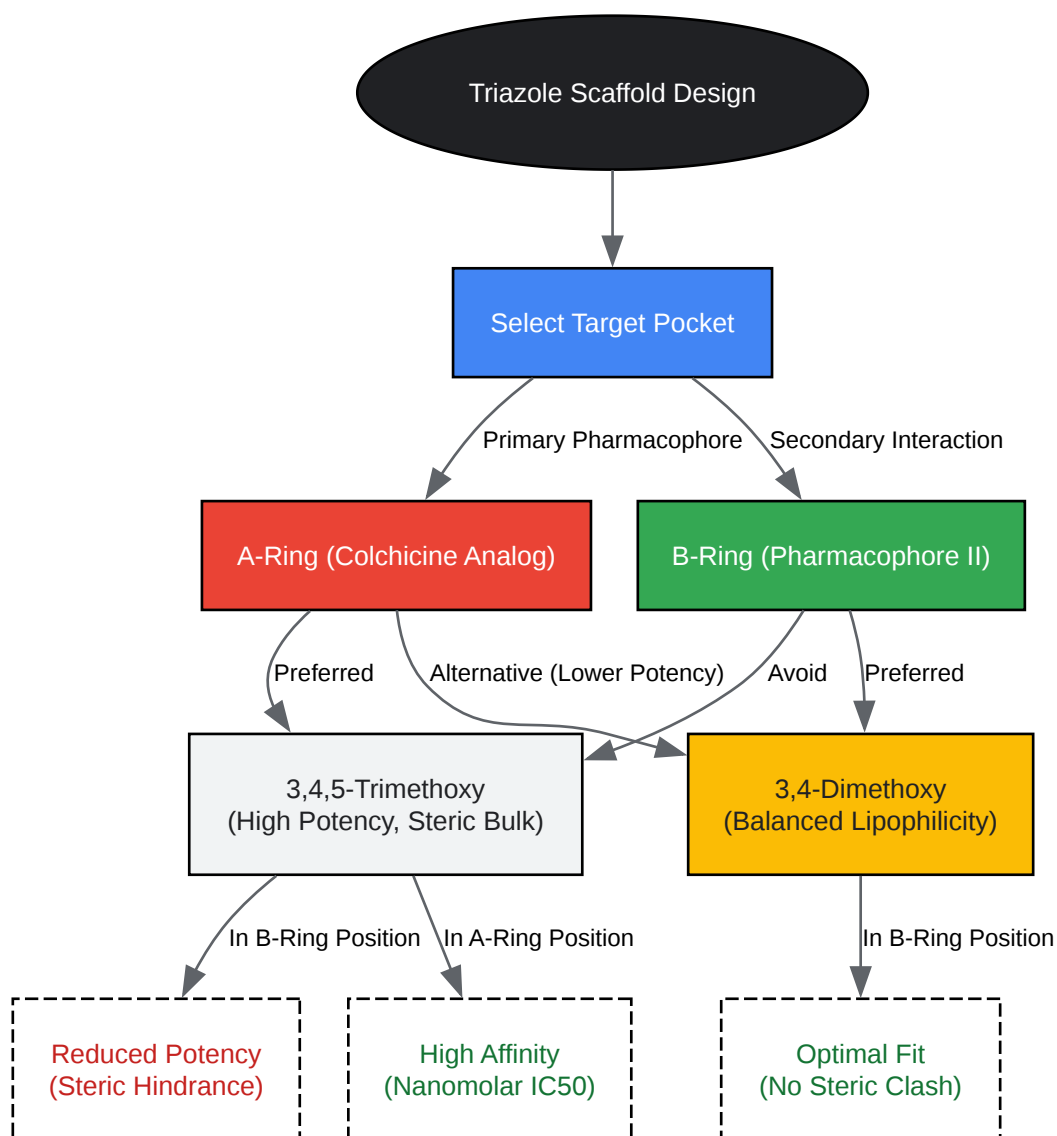 Triazole Scaffold Design
Select Target Pocket
Primary Pharmacophore
Secondary Interaction
A-Ring (Colchicine Analog)
B-Ring (Pharmacophore II)
Preferred
Alternative (Lower Potency)
Avoid
Preferred
3,4,5-Trimethoxy
(High Potency, Steric Bulk)
3,4-Dimethoxy
(Balanced Lipophilicity)
In B-Ring Position
In A-Ring Position
In B-Ring Position
Reduced Potency
(Steric Hindrance)
High Affinity
(Nanomolar IC50)
Optimal Fit
(No Steric Clash)